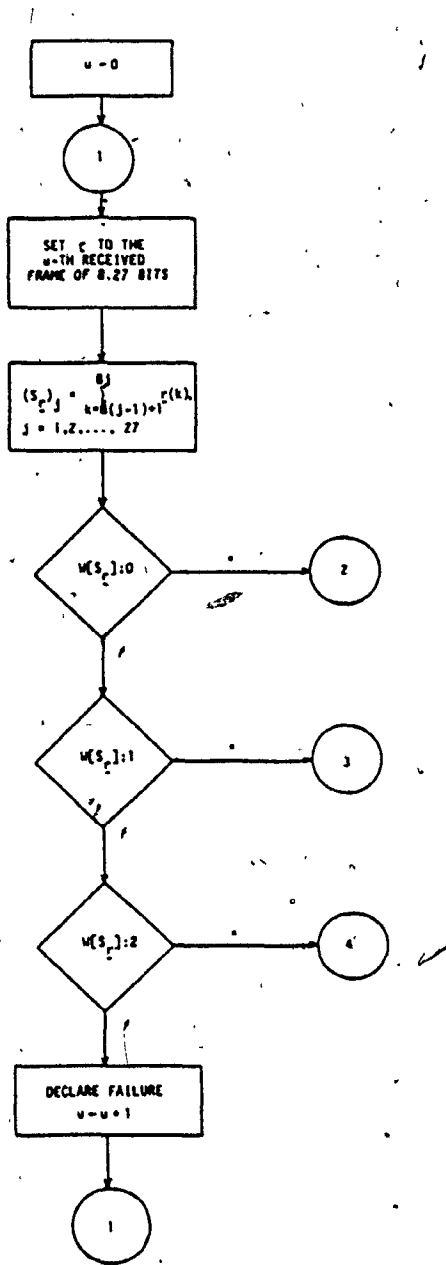 u - 0
1
SET r TO THE
u-TH RECEIVED
FRAME OF 8.27 BITS
8j
(S_r)_j = Σ r(k),
k=8(j-1)+1
j = 1,2,..., 27
W[S_r]:0
=
2
≠
W[S_r]:1
=
3
≠
W[S_r]:2
=
4
≠
DECLARE FAILURE
u - u + 1
1